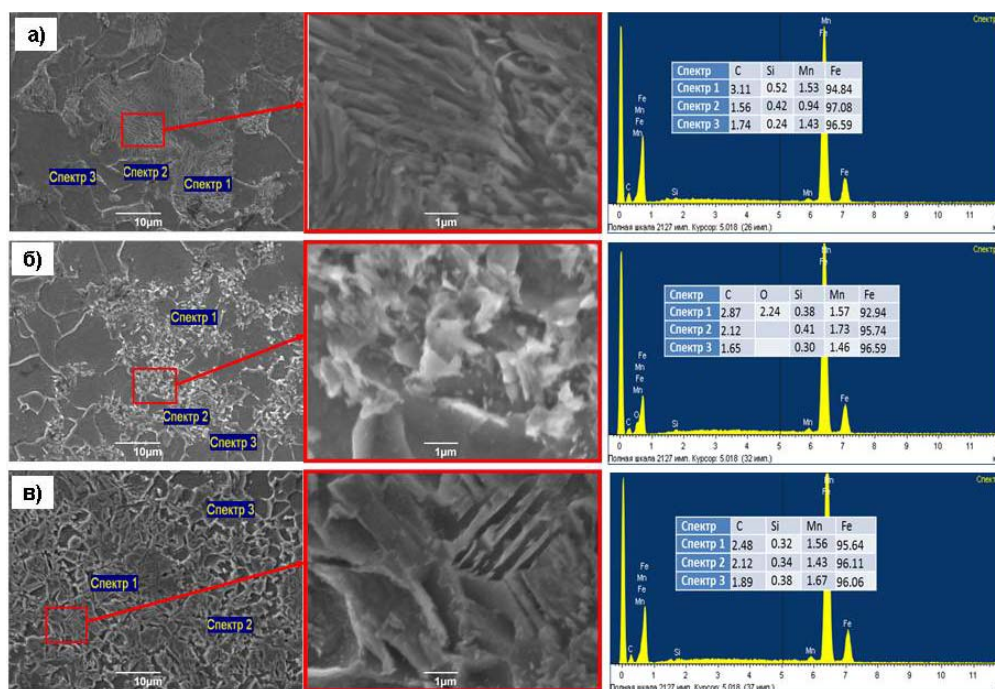 а)
Спектр 3
Спектр 2
Спектр 1
10μm
1μm
Mn
Fe
Спектр C Si Mn Fe
Спектр 1 3.11 0.52 1.53 94.84
Спектр 2 1.56 0.42 0.94 97.08
Спектр 3 1.74 0.24 1.43 96.59
Fe
Mn
Fe
Mn
C
Si
Mn
Fe
0 1 2 3 4 5 6 7 8 9 10 11
Полная шкала 2127 имп. Курсор: 5.018 (26 имп.)
б)
Спектр 1
Спектр 2
Спектр 3
10μm
1μm
Mn
Fe
Спектр C O Si Mn Fe
Спектр 1 2.87 2.24 0.38 1.57 92.94
Спектр 2 2.12 0.41 1.73 95.74
Спектр 3 1.65 0.30 1.46 96.59
Fe
Mn
Fe
Mn
C
O
Si
Mn
Fe
0 1 2 3 4 5 6 7 8 9 10 11
Полная шкала 2127 имп. Курсор: 5.018 (32 имп.)
в)
Спектр 3
Спектр 1
Спектр 2
10μm
1μm
Mn
Fe
Спектр C Si Mn Fe
Спектр 1 2.48 0.32 1.56 95.64
Спектр 2 2.12 0.34 1.43 96.11
Спектр 3 1.89 0.38 1.67 96.06
Fe
Mn
Fe
Mn
C
Si
Mn
Fe
0 1 2 3 4 5 6 7 8 9 10 11
Полная шкала 2127 имп. Курсор: 5.018 (37 имп.)